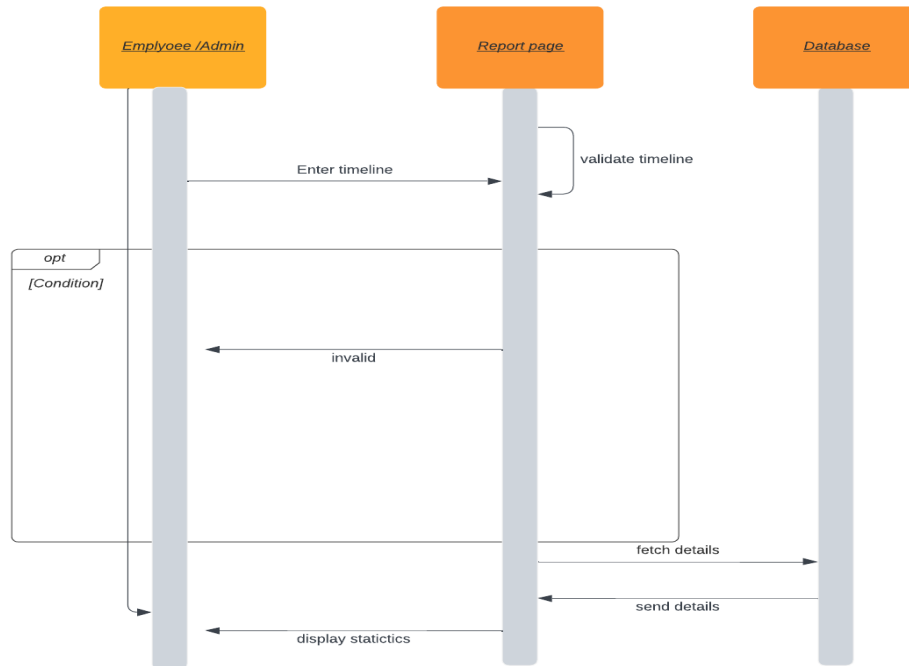 Emplyoee /Admin
Report page
Database
validate timeline
Enter timeline
opt
[Condition]
invalid
fetch details
send details
display statictics